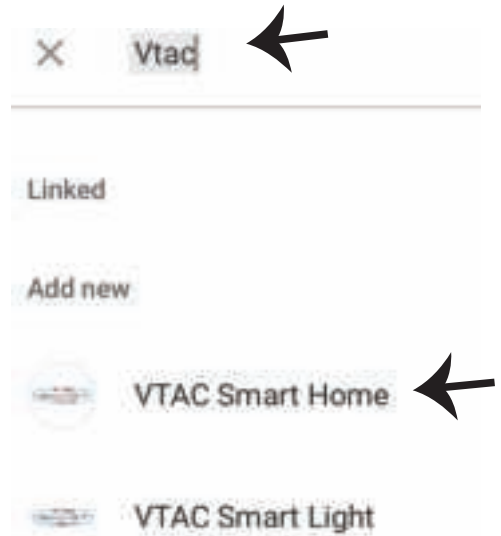 Vtac
Linked
Add new
VTAC Smart Home
VTAC Smart Light